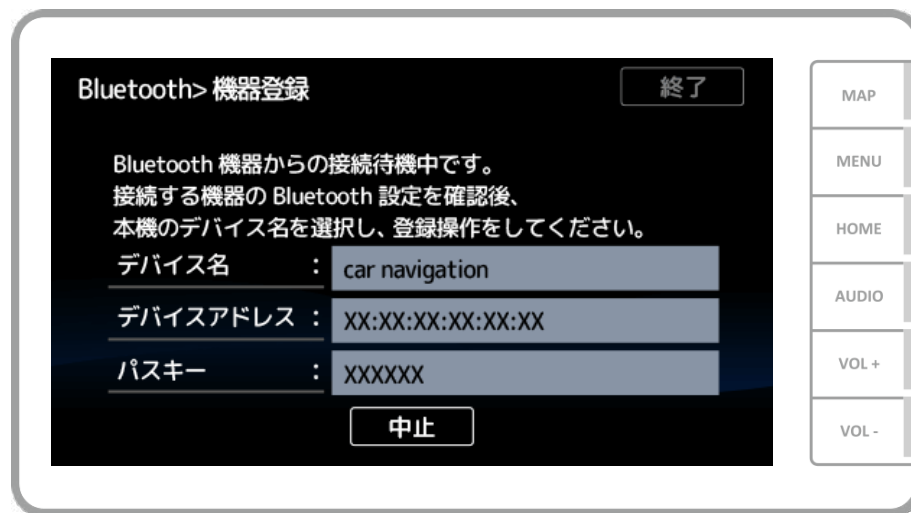 Bluetooth> 機器登録
終了
Bluetooth 機器からの接続待機中です。
接続する機器の Bluetooth 設定を確認後、
本機のデバイス名を選択し、登録操作をしてください。
デバイス名 : car navigation
デバイスアドレス : XX:XX:XX:XX:XX:XX
パスキー : XXXXXX
中止
MAP
MENU
HOME
AUDIO
VOL +
VOL -